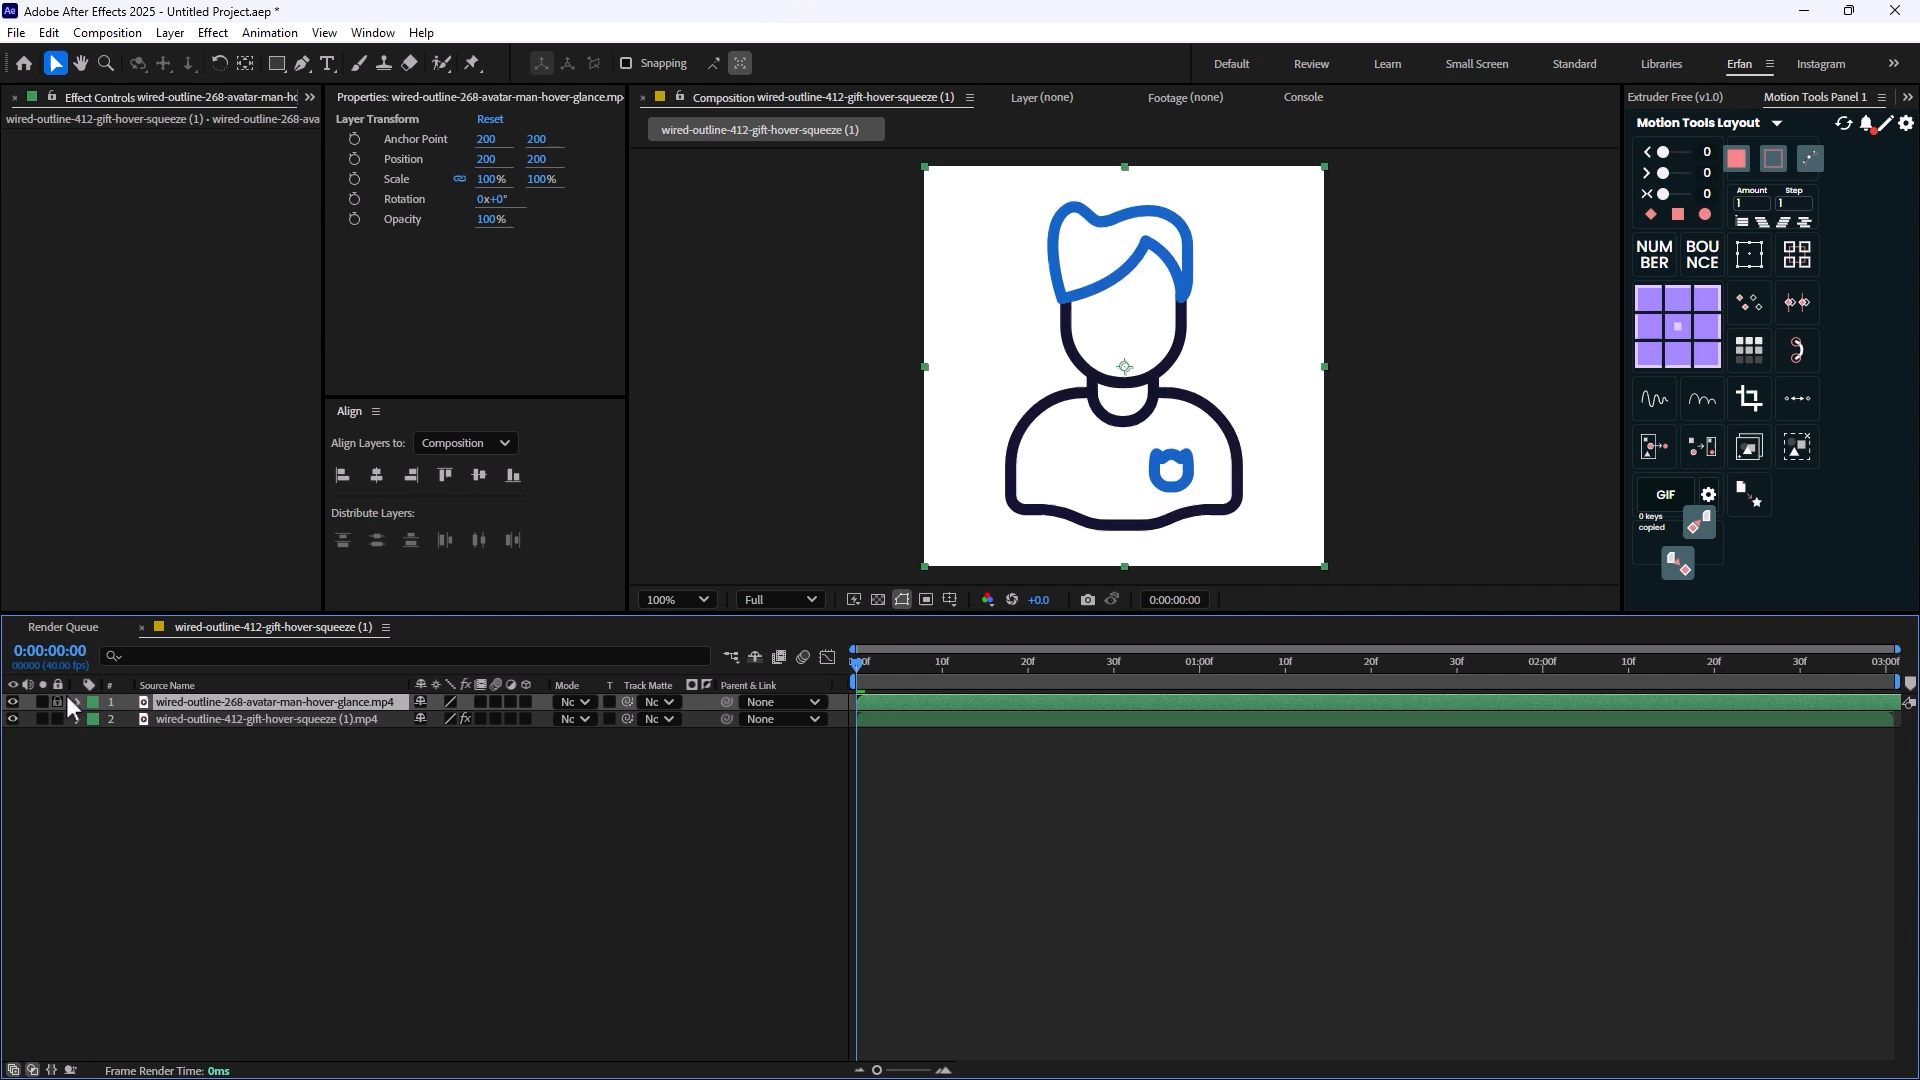 Adobe After Effects 2025 - Untitled Project.aep *
File Edit Composition Layer Effect Animation View Window Help
Snapping
Default Review Learn Small Screen Standard Libraries Erfan Instagram
Effect Controls wired-outline-268-avatar-man-hc
wired-outline-412-gift-hover-squeeze (1) - wired-outline-268-ava
Properties: wired-outline-268-avatar-man-hover-glance.mp
Layer Transform Reset
Anchor Point 200 200
Position 200 200
Scale 100% 100%
Rotation 0x+0°
Opacity 100%
Align
Align Layers to: Composition
Distribute Layers:
Composition wired-outline-412-gift-hover-squeeze (1) Layer (none) Footage (none) Console
wired-outline-412-gift-hover-squeeze (1)
100% Full +0.0 0:00:00:00
Extruder Free (v1.0) Motion Tools Panel 1
Motion Tools Layout
0
0
0
Amount Step
1 1
NUM
BER
BOU
NCE
GIF
0 keys
copied
Render Queue wired-outline-412-gift-hover-squeeze (1)
0:00:00:00
00000 (40.00 fps)
10f 20f 30f 01:00f 10f 20f 30f 02:00f 10f 20f 30f 03:00f
# Source Name Mode T Track Matte Parent & Link
1 wired-outline-268-avatar-man-hover-glance.mp4 Nc Nc None
2 wired-outline-412-gift-hover-squeeze (1).mp4 Nc Nc None
Frame Render Time: 0ms